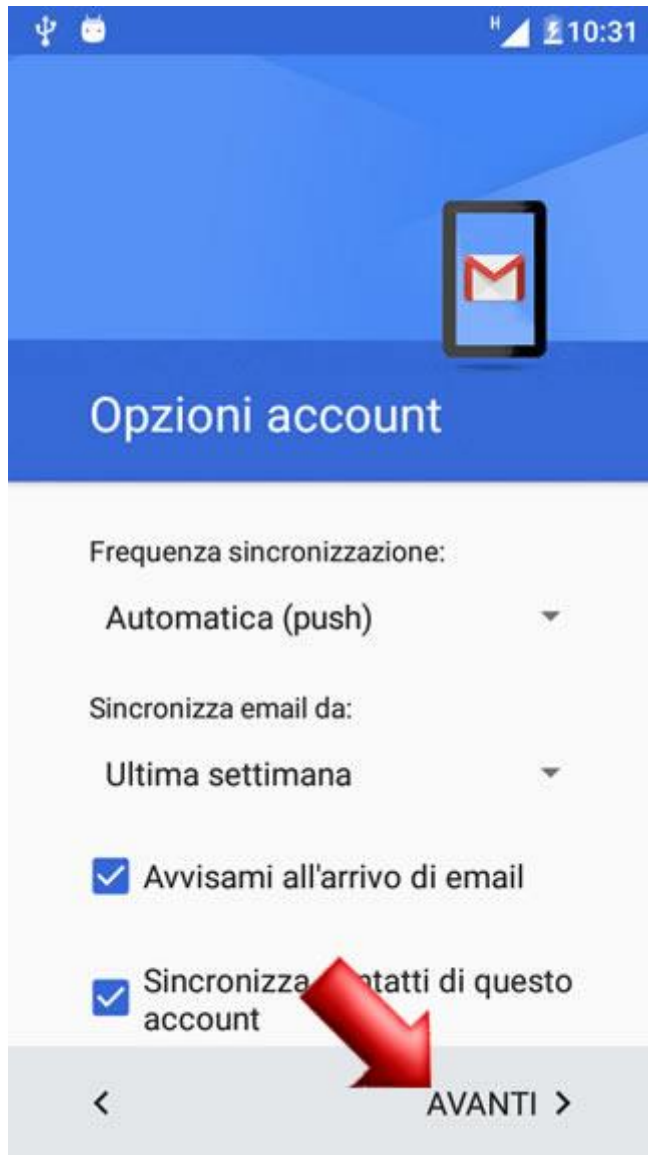 H 10:31
Opzioni account
Frequenza sincronizzazione:
Automatica (push)
Sincronizza email da:
Ultima settimana
Avvisami all'arrivo di email
Sincronizza di questo
account
AVANTI